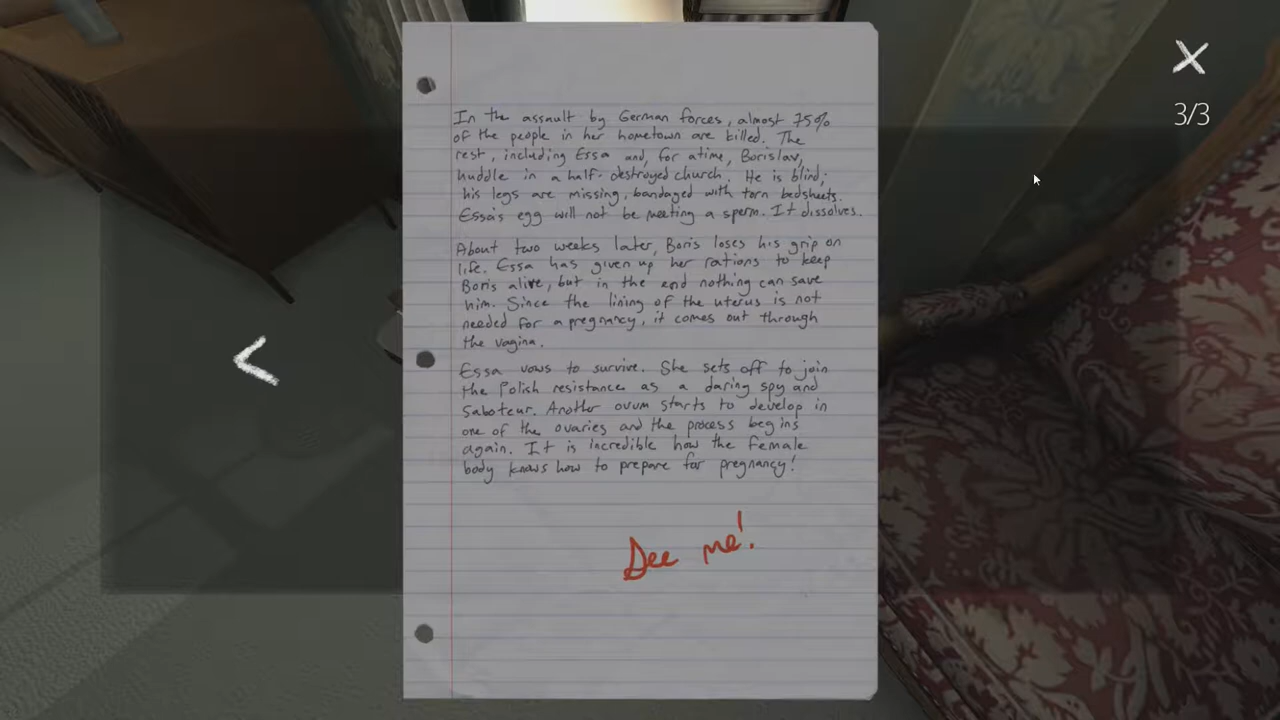 3/3
In the assault by German forces, almost 75%
of the people in her hometown are killed. The
rest, including Essa and, for atime, Borislav,
huddle in a half-destroyed church. He is blind;
his legs are missing, bandaged with torn bedsheets.
Essa's egg will not be meeting a sperm. It dissolves.
About two weeks later, Boris loses his grip on
life. Essa has given up her rations to keep
Boris alive, but in the end nothing can save
him. Since the lining of the uterus is not
needed for a pregnancy, it comes out through
the vagina.
Essa vows to survive. She sets off to join
the Polish resistance as a daring spy and
saboteur. Another ovum starts to develop in
one of the ovaries and the process begins
again. It is incredible how the female
body knows how to prepare for pregnancy!
See me!